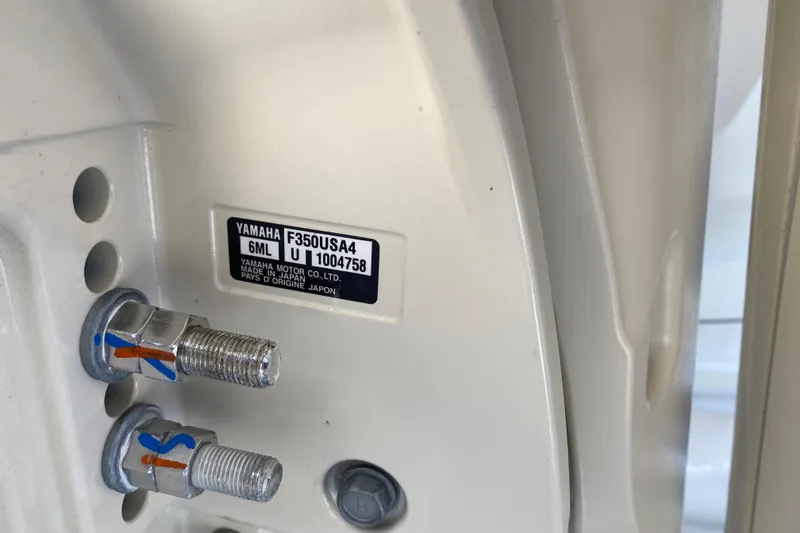 YAMAHA F350USA4
6ML U 1004758
YAMAHA MOTOR CO.,LTD.
MADE IN JAPAN
PAYS D'ORIGINE JAPON